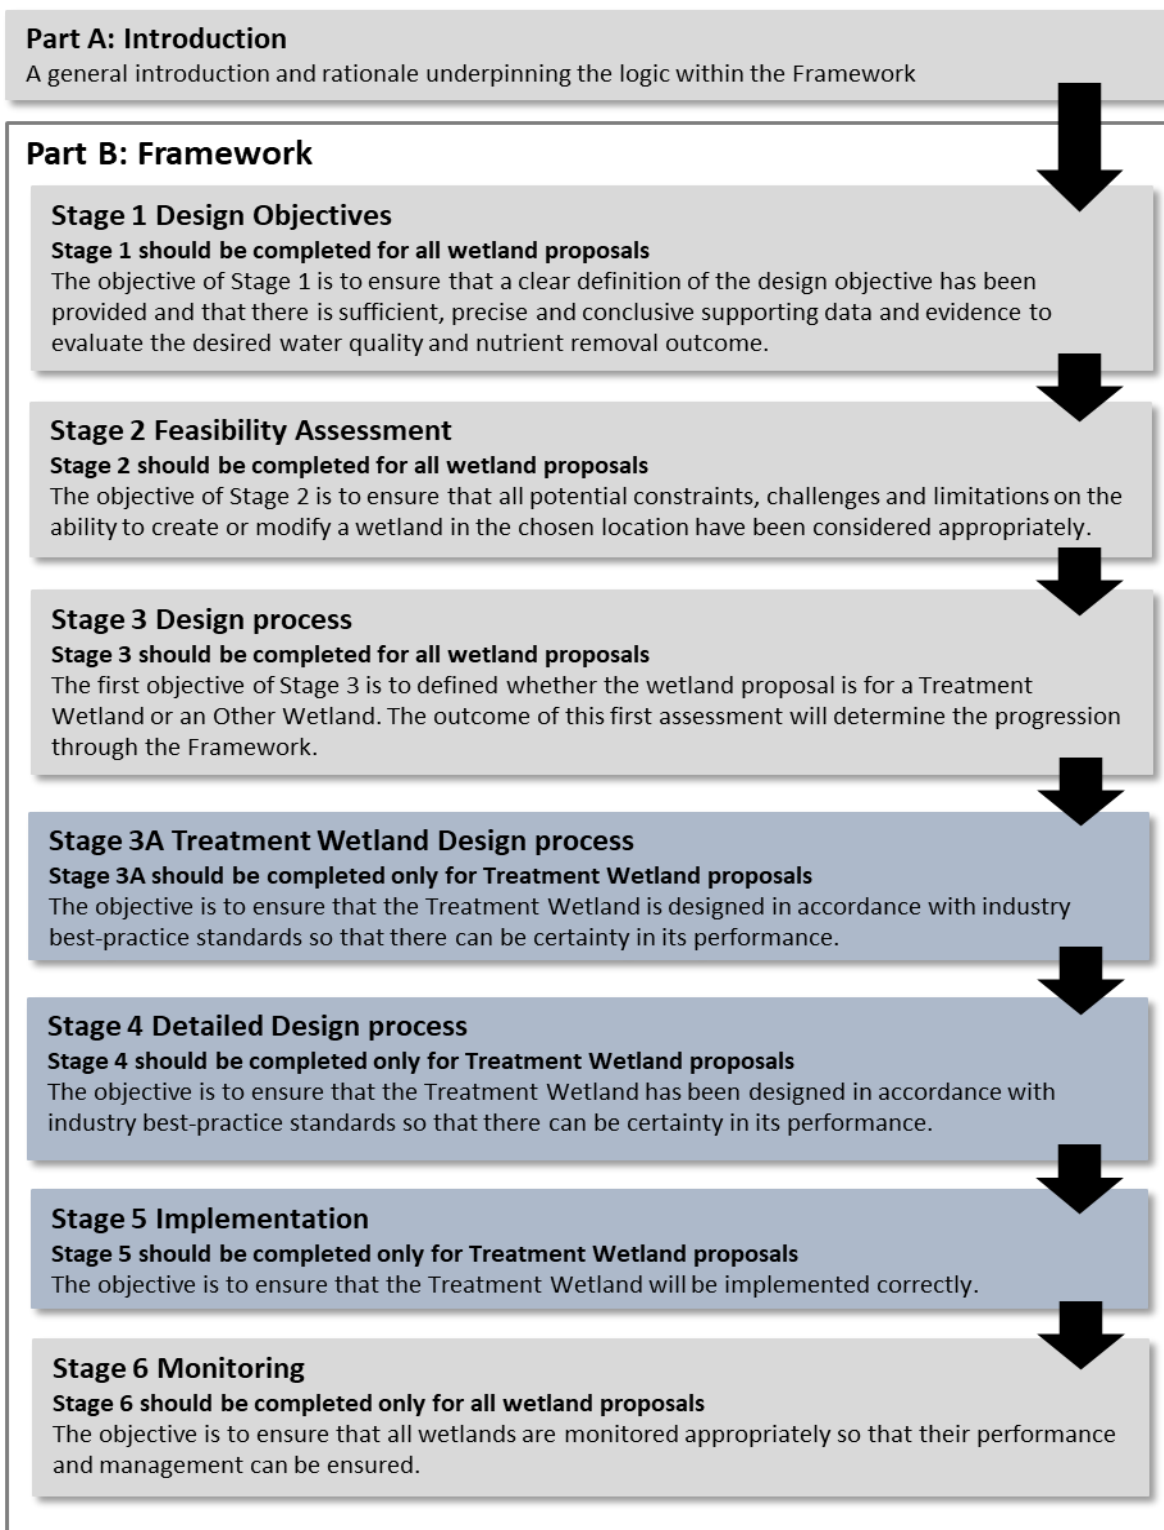 Part A: Introduction
A general introduction and rationale underpinning the logic within the Framework
Part B: Framework
Stage 1 Design Objectives
Stage 1 should be completed for all wetland proposals
The objective of Stage 1 is to ensure that a clear definition of the design objective has been
provided and that there is sufficient, precise and conclusive supporting data and evidence to
evaluate the desired water quality and nutrient removal outcome.
Stage 2 Feasibility Assessment
Stage 2 should be completed for all wetland proposals
The objective of Stage 2 is to ensure that all potential constraints, challenges and limitations on the
ability to create or modify a wetland in the chosen location have been considered appropriately.
Stage 3 Design process
Stage 3 should be completed for all wetland proposals
The first objective of Stage 3 is to defined whether the wetland proposal is for a Treatment
Wetland or an Other Wetland. The outcome of this first assessment will determine the progression
through the Framework.
Stage 3A Treatment Wetland Design process
Stage 3A should be completed only for Treatment Wetland proposals
The objective is to ensure that the Treatment Wetland is designed in accordance with industry
best-practice standards so that there can be certainty in its performance.
Stage 4 Detailed Design process
Stage 4 should be completed only for Treatment Wetland proposals
The objective is to ensure that the Treatment Wetland has been designed in accordance with
industry best-practice standards so that there can be certainty in its performance.
Stage 5 Implementation
Stage 5 should be completed only for Treatment Wetland proposals
The objective is to ensure that the Treatment Wetland will be implemented correctly.
Stage 6 Monitoring
Stage 6 should be completed only for all wetland proposals
The objective is to ensure that all wetlands are monitored appropriately so that their performance
and management can be ensured.